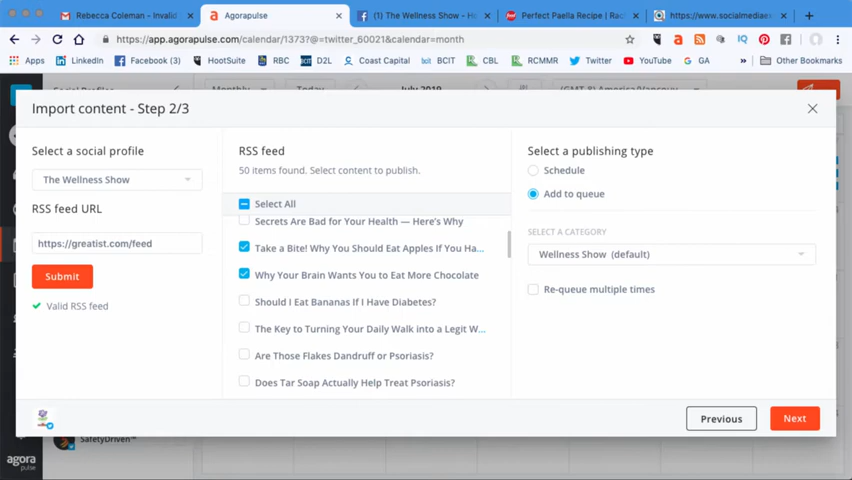 Rebecca Coleman - Invalid
Agorapulse
(1) The Wellness Show - H
Perfect Paella Recipe | Rac
https://www.socialmediae
https://app.agorapulse.com/calendar/1373?@=twitter_60021&calendar=month
Apps
LinkedIn
Facebook (3)
HootSuite
RBC
D2L
Coast Capital
BCIT
CBL
RCMMR
Twitter
YouTube
GA
Other Bookmarks
Social Profiles
Monthly
Today
July 2019
Import content - Step 2/3
Select a social profile
The Wellness Show
RSS feed URL
https://greatist.com/feed
Submit
Valid RSS feed
RSS feed
50 items found. Select content to publish.
Select All
Secrets Are Bad for Your Health — Here's Why
Take a Bite! Why You Should Eat Apples If You Ha...
Why Your Brain Wants You to Eat More Chocolate
Should I Eat Bananas If I Have Diabetes?
The Key to Turning Your Daily Walk into a Legit W...
Are Those Flakes Dandruff or Psoriasis?
Does Tar Soap Actually Help Treat Psoriasis?
Select a publishing type
Schedule
Add to queue
SELECT A CATEGORY
Wellness Show (default)
Re-queue multiple times
Previous
Next
SafetyDriven™
agora
pulse